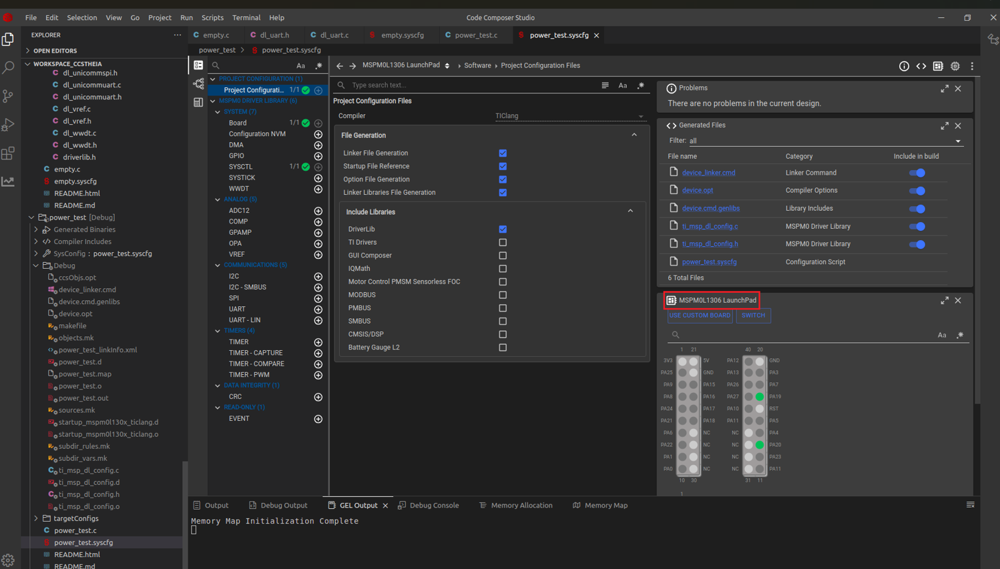 File Edit Selection View Go Project Run Scripts Terminal Help
Code Composer Studio
EXPLORER
OPEN EDITORS
WORKSPACE_CCSTHEIA
C dl_unicommspi.h
C dl_unicommuart.c
C dl_unicommuart.h
C dl_vref.c
C dl_vref.h
C dl_wwdt.c
C dl_wwdt.h
C driverlib.h
C empty.c
empty.syscfg
README.html
README.md
power_test [Debug]
Generated Binaries
Compiler Includes
SysConfig : power_test.syscfg
Debug
ccsObjs.opt
device_linker.cmd
device.cmd.genlibs
device.opt
makefile
objects.mk
power_test_linkInfo.xml
power_test.d
power_test.map
power_test.o
power_test.out
sources.mk
startup_mspm0l130x_ticlang.d
startup_mspm0l130x_ticlang.o
subdir_rules.mk
subdir_vars.mk
ti_msp_dl_config.c
ti_msp_dl_config.d
ti_msp_dl_config.h
ti_msp_dl_config.o
targetConfigs
C power_test.c
power_test.syscfg
README.html
README.md
C empty.c C dl_uart.h C dl_uart.c empty.syscfg C power_test.c power_test.syscfg
power_test > power_test.syscfg
Aa
PROJECT CONFIGURATION (1)
Project Configurati... 1/1
MSPM0 DRIVER LIBRARY (6)
SYSTEM (7)
Board 1/1
Configuration NVM
DMA
GPIO
SYSCTL 1/1
SYSTICK
WWDT
ANALOG (5)
ADC12
COMP
GPAMP
OPA
VREF
COMMUNICATIONS (5)
I2C
I2C - SMBUS
SPI
UART
UART - LIN
TIMERS (4)
TIMER
TIMER - CAPTURE
TIMER - COMPARE
TIMER - PWM
DATA INTEGRITY (1)
CRC
READ-ONLY (1)
EVENT
MSPM0L1306 LaunchPad > Software > Project Configuration Files
Type search text... Aa
Project Configuration Files
Compiler TIClang
File Generation
Linker File Generation
Startup File Reference
Option File Generation
Linker Libraries File Generation
Include Libraries
DriverLib
TI Drivers
GUI Composer
IQMath
Motor Control PMSM Sensorless FOC
MODBUS
PMBUS
SMBUS
CMSIS/DSP
Battery Gauge L2
Problems
There are no problems in the current design.
<> Generated Files
Filter: all
File name Category Include in build
device_linker.cmd Linker Command
device.opt Compiler Options
device.cmd.genlibs Library Includes
ti_msp_dl_config.c MSPM0 Driver Library
ti_msp_dl_config.h MSPM0 Driver Library
power_test.syscfg Configuration Script
6 Total Files
MSPM0L1306 LaunchPad
USE CUSTOM BOARD SWITCH
Aa
1 21 40 20
3V3 5V PA12 GND
PA25 GND PA13 PA3
PA9 PA15 PA26 PA7
PA8 PA16 PA27 PA19
PA24 PA17 PA10 RST
PA21 PA18 PA11 PA5
PA6 NC NC PA4
PA22 NC NC PA20
PA1 NC NC PA23
PA0 NC NC PA11
10 30 31 11
1
Output Debug Output GEL Output Debug Console Memory Allocation Memory Map
Memory Map Initialization Complete